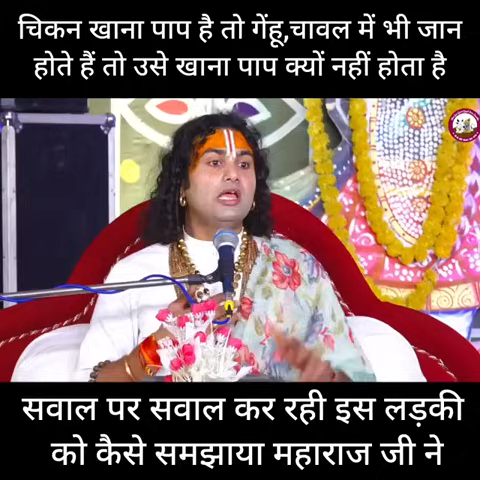 चिकन खाना पाप है तो गेंहू,चावल में भी जान
होते हैं तो उसे खाना पाप क्यों नहीं होता है
सवाल पर सवाल कर रही इस लड़की
को कैसे समझाया महाराज जी ने